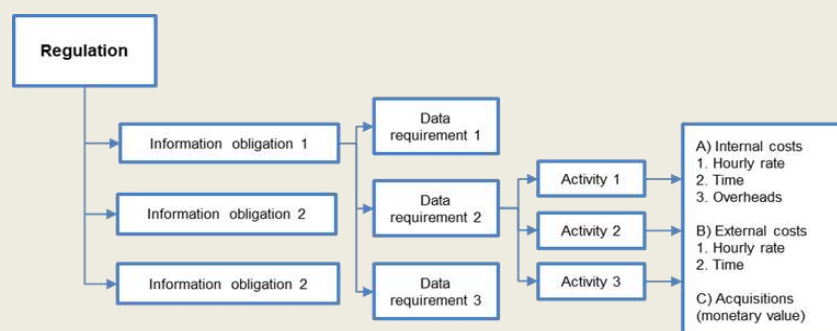 Regulation
Information obligation 1
Information obligation 2
Information obligation 2
Data
requirement 1
Data
requirement 2
Data
requirement 3
Activity 1
Activity 2
Activity 3
A) Internal costs
1. Hourly rate
2. Time
3. Overheads
B) External costs
1. Hourly rate
2. Time
C) Acquisitions
(monetary value)